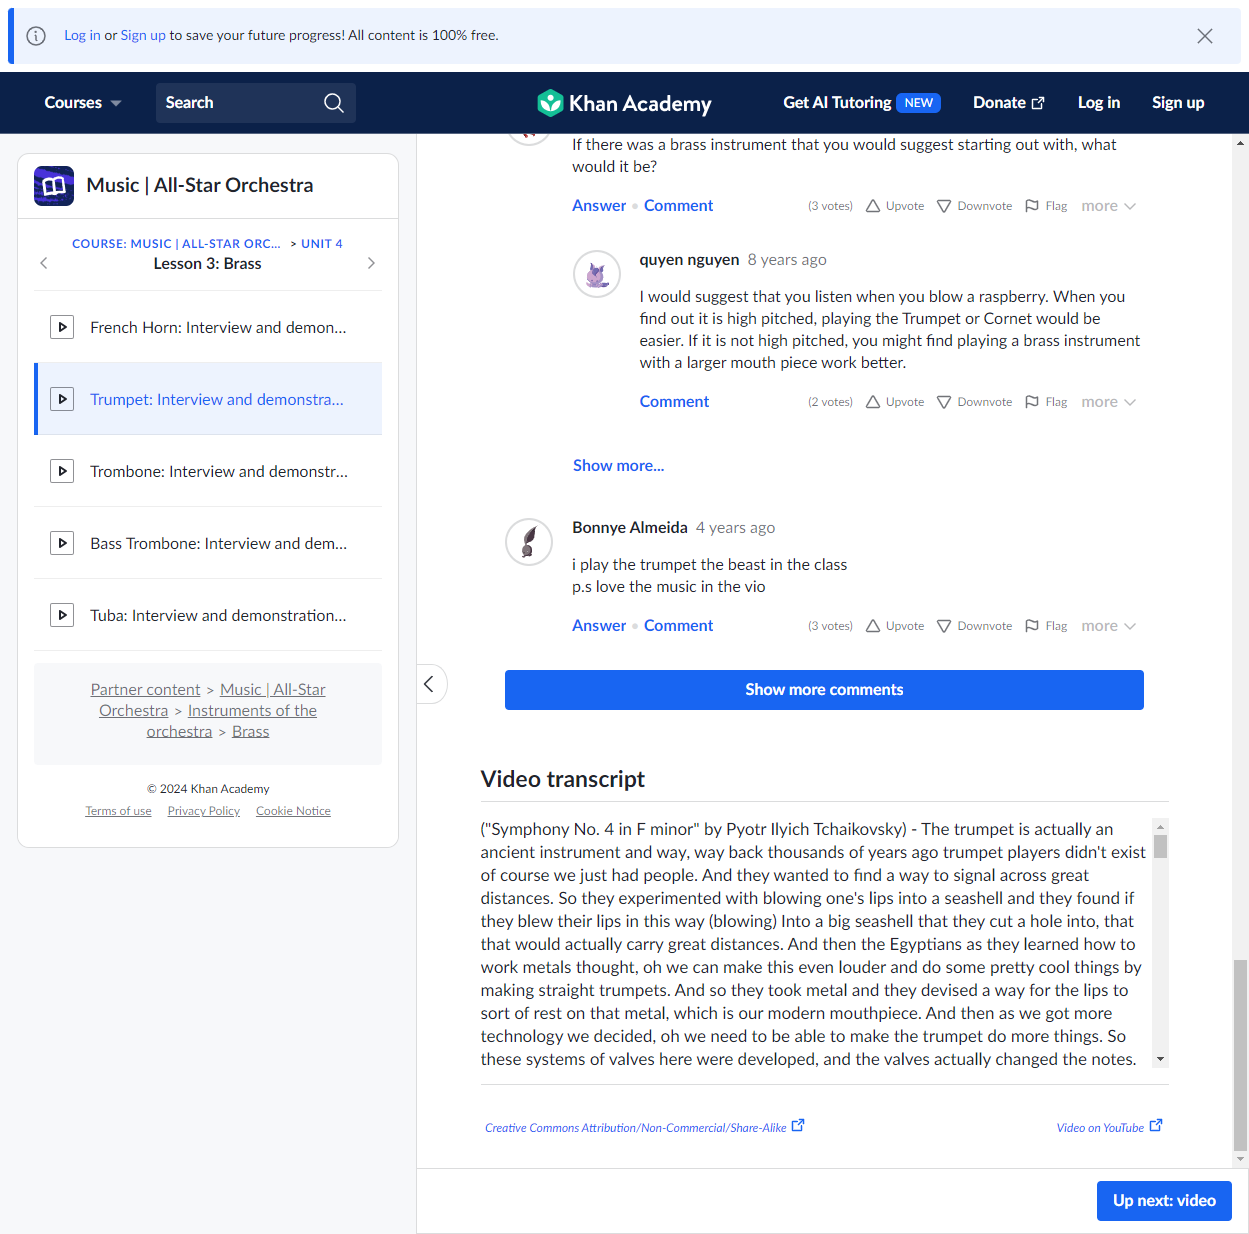 Log in or Sign up to save your future progress! All content is 100% free.
Courses
Search
Khan Academy
Get AI Tutoring NEW
Donate
Log in
Sign up
Music | All-Star Orchestra
COURSE: MUSIC | ALL-STAR ORC... > UNIT 4
Lesson 3: Brass
French Horn: Interview and demon...
Trumpet: Interview and demonstra...
Trombone: Interview and demonstr...
Bass Trombone: Interview and dem...
Tuba: Interview and demonstration...
Partner content > Music | All-Star
Orchestra > Instruments of the
orchestra > Brass
© 2024 Khan Academy
Terms of use Privacy Policy Cookie Notice
If there was a brass instrument that you would suggest starting out with, what
would it be?
Answer • Comment (3 votes) Upvote Downvote Flag more
quyen nguyen 8 years ago
I would suggest that you listen when you blow a raspberry. When you
find out it is high pitched, playing the Trumpet or Cornet would be
easier. If it is not high pitched, you might find playing a brass instrument
with a larger mouth piece work better.
Comment (2 votes) Upvote Downvote Flag more
Show more...
Bonnye Almeida 4 years ago
i play the trumpet the beast in the class
p.s love the music in the vio
Answer • Comment (3 votes) Upvote Downvote Flag more
Show more comments
Video transcript
("Symphony No. 4 in F minor" by Pyotr Ilyich Tchaikovsky) - The trumpet is actually an
ancient instrument and way, way back thousands of years ago trumpet players didn't exist
of course we just had people. And they wanted to find a way to signal across great
distances. So they experimented with blowing one's lips into a seashell and they found if
they blew their lips in this way (blowing) Into a big seashell that they cut a hole into, that
that would actually carry great distances. And then the Egyptians as they learned how to
work metals thought, oh we can make this even louder and do some pretty cool things by
making straight trumpets. And so they took metal and they devised a way for the lips to
sort of rest on that metal, which is our modern mouthpiece. And then as we got more
technology we decided, oh we need to be able to make the trumpet do more things. So
these systems of valves here were developed, and the valves actually changed the notes.
Creative Commons Attribution/Non-Commercial/Share-Alike
Video on YouTube
Up next: video